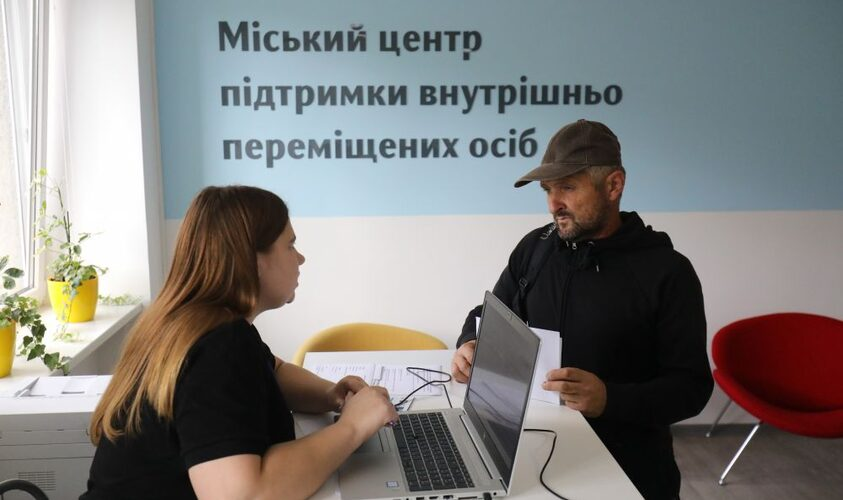 Міський центр
підтримки внутрішньо
переміщених осіб